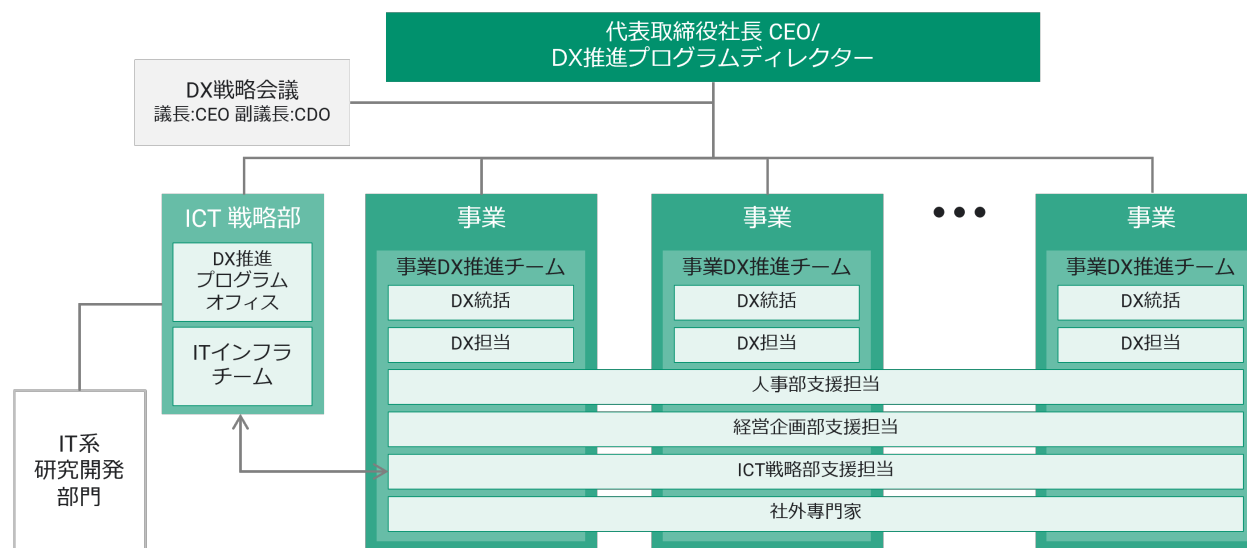 代表取締役社長 CEO/
DX推進プログラムディレクター
DX戦略会議
議長:CEO 副議長:CDO
ICT 戦略部
DX推進
プログラム
オフィス
ITインフラ
チーム
IT系
研究開発
部門
事業
事業DX推進チーム
DX統括
DX担当
事業
事業DX推進チーム
DX統括
DX担当
•••
事業
事業DX推進チーム
DX統括
DX担当
人事部支援担当
経営企画部支援担当
ICT戦略部支援担当
社外専門家